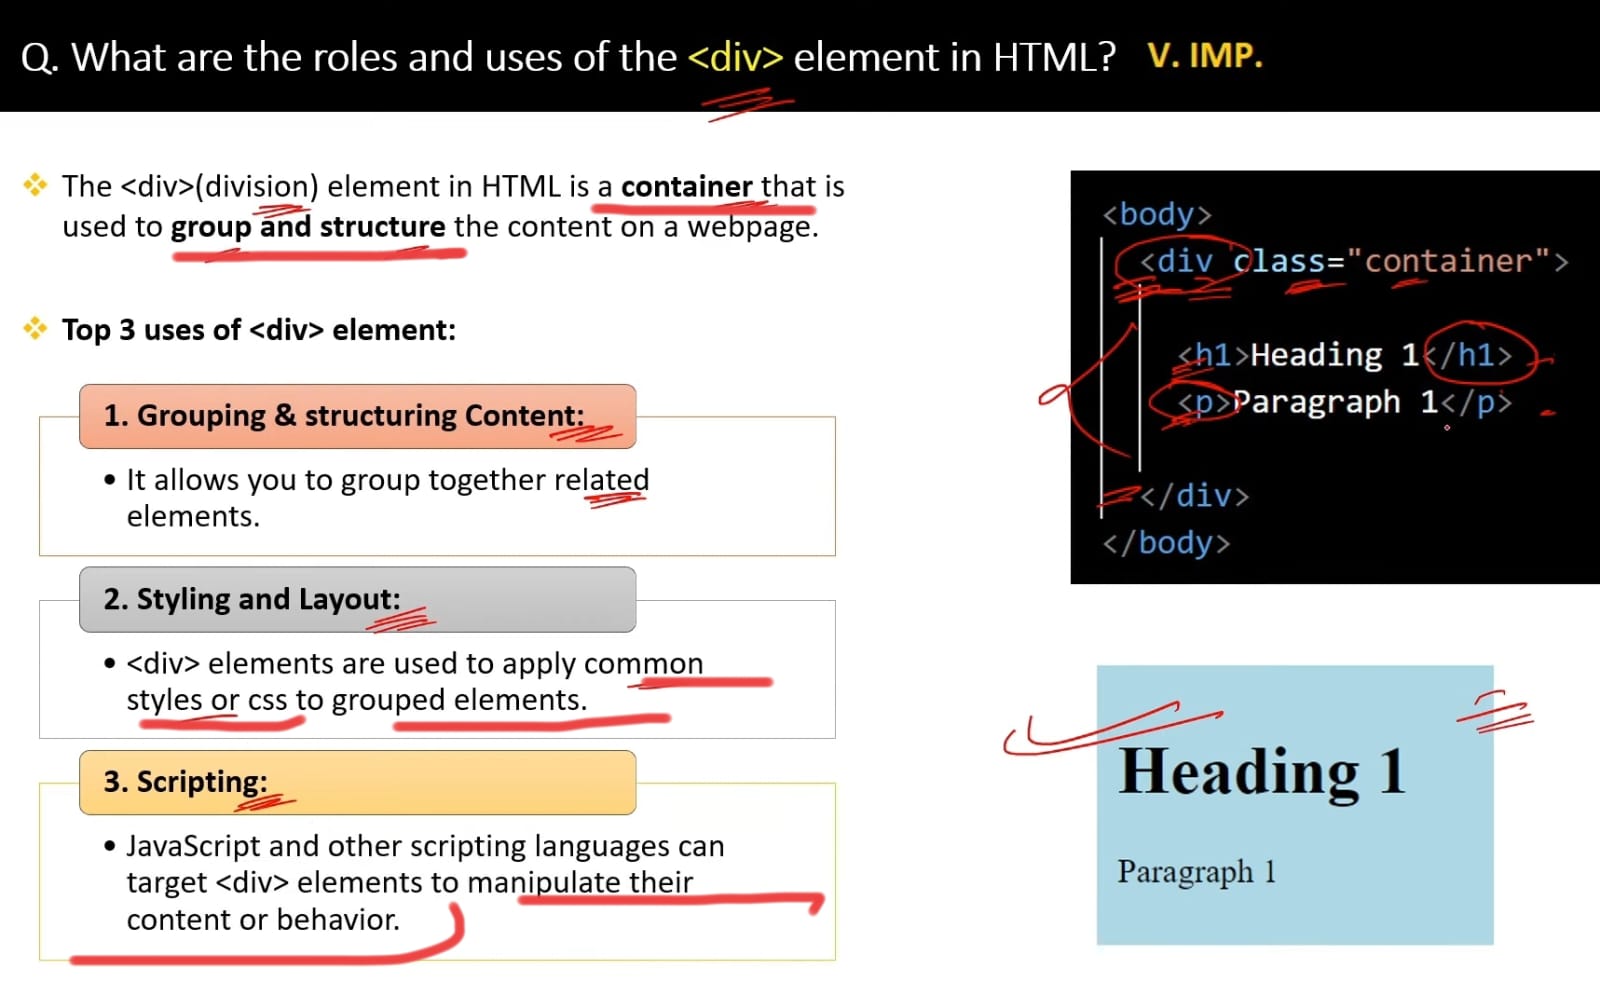 Q. What are the roles and uses of the <div> element in HTML? V. IMP.
The <div>(division) element in HTML is a container that is
used to group and structure the content on a webpage.
Top 3 uses of <div> element:
1. Grouping & structuring Content:
• It allows you to group together related
elements.
2. Styling and Layout:
• <div> elements are used to apply common
styles or css to grouped elements.
3. Scripting:
• JavaScript and other scripting languages can
target <div> elements to manipulate their
content or behavior.
<body>
<div class="container">
<h1>Heading 1</h1>
<p>Paragraph 1</p>
</div>
</body>
Heading 1
Paragraph 1